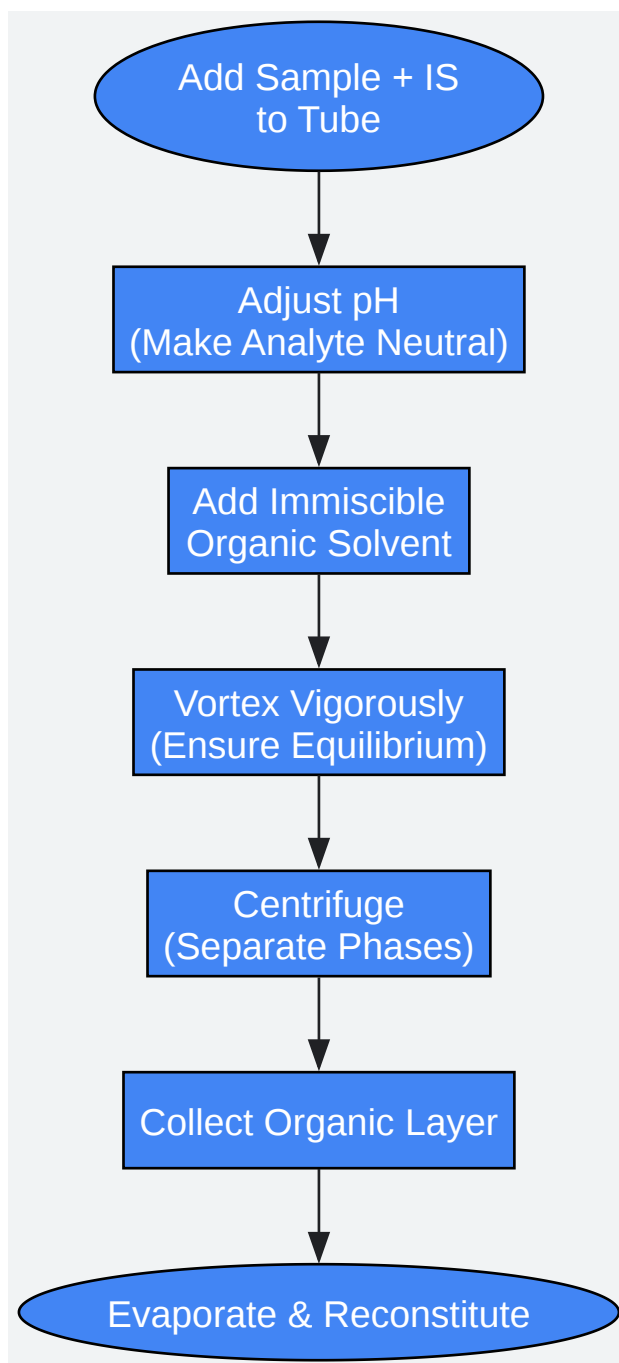 Add Sample + IS
to Tube
Adjust pH
(Make Analyte Neutral)
Add Immiscible
Organic Solvent
Vortex Vigorously
(Ensure Equilibrium)
Centrifuge
(Separate Phases)
Collect Organic Layer
Evaporate & Reconstitute